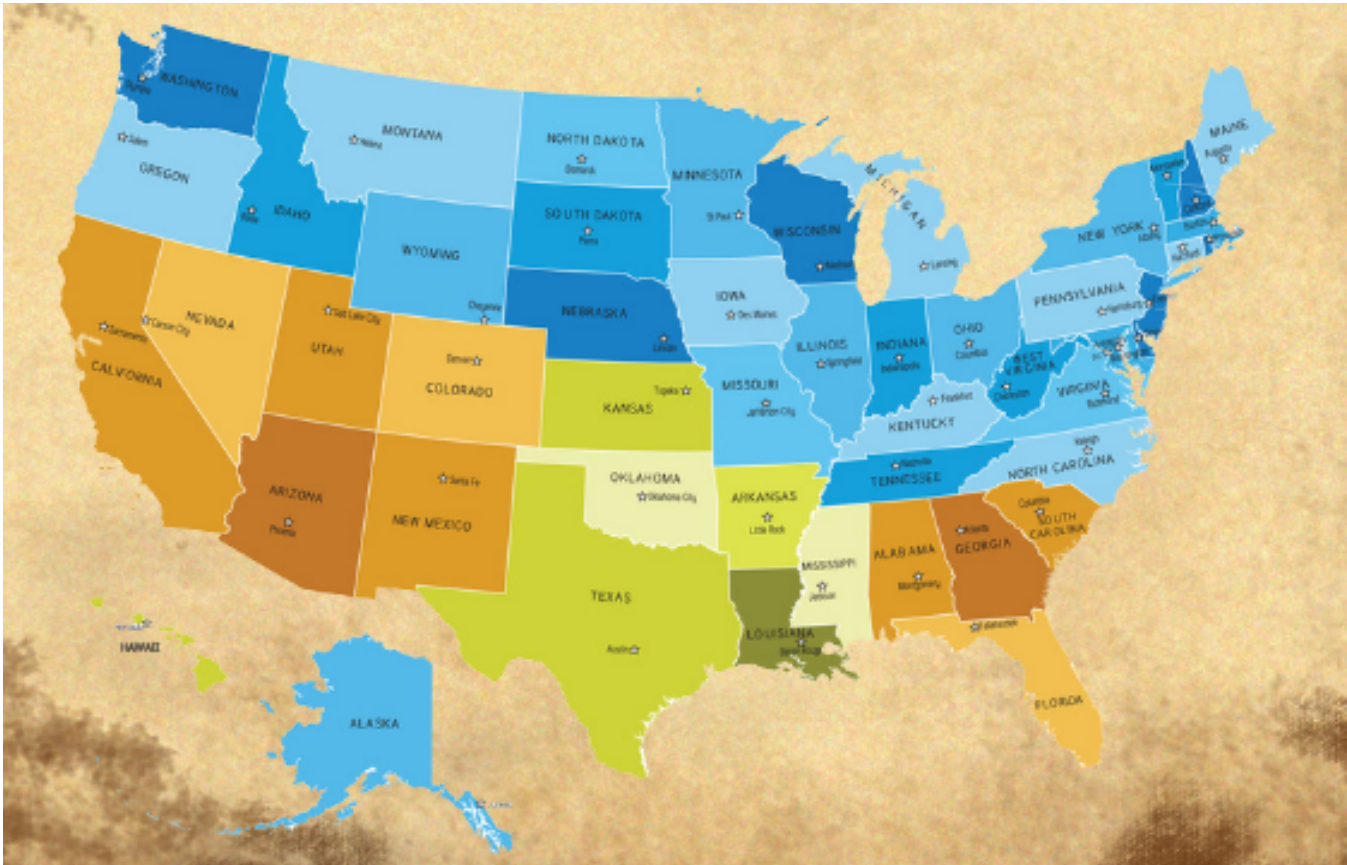 WASHINGTON
Olympia
MONTANA
Helena
NORTH DAKOTA
Bismarck
MINNESOTA
St Paul
MICHIGAN
Lansing
MAINE
Augusta
Salem
OREGON
IDAHO
Boise
SOUTH DAKOTA
Pierre
WISCONSIN
Madison
NEW YORK
Albany
WYOMING
Cheyenne
NEBRASKA
Lincoln
IOWA
Des Moines
PENNSYLVANIA
Harrisburg
NEVADA
Carson City
Salt Lake City
UTAH
Sacramento
CALIFORNIA
Denver
COLORADO
Topeka
KANSAS
ILLINOIS
Springfield
INDIANA
Indianapolis
OHIO
Columbus
WEST
VIRGINIA
Charleston
VIRGINIA
Richmond
MISSOURI
Jefferson City
Frankfort
KENTUCKY
Raleigh
NORTH CAROLINA
Nashville
TENNESSEE
ARIZONA
Phoenix
Santa Fe
NEW MEXICO
OKLAHOMA
Oklahoma City
ARKANSAS
Little Rock
MISSISSIPPI
Jackson
ALABAMA
Montgomery
Atlanta
GEORGIA
Columbia
SOUTH
CAROLINA
TEXAS
Austin
LOUISIANA
Baton Rouge
Tallahassee
FLORIDA
HAWAII
ALASKA